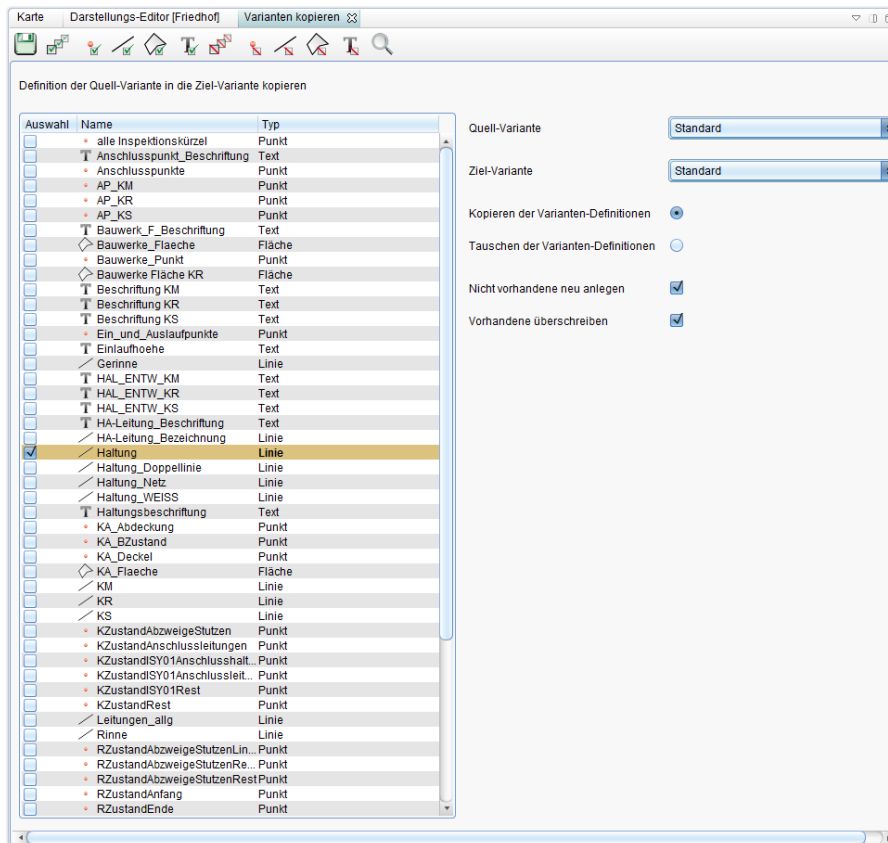 Karte Darstellungs-Editor [Friedhof] Varianten kopieren
Definition der Quell-Variante in die Ziel-Variante kopieren
Auswahl Name Typ
alle Inspektionskürzel Punkt
Anschlusspunkt_Beschriftung Text
Anschlusspunkte Punkt
AP_KM Punkt
AP_KR Punkt
AP_KS Punkt
Bauwerk_F_Beschriftung Text
Bauwerke_Flaeche Fläche
Bauwerke_Punkt Punkt
Bauwerke Fläche KR Fläche
Beschriftung KM Text
Beschriftung KR Text
Beschriftung KS Text
Ein_und_Auslaufpunkte Punkt
Einlaufhoehe Text
Gerinne Linie
HAL_ENTW_KM Text
HAL_ENTW_KR Text
HAL_ENTW_KS Text
HA-Leitung_Beschriftung Text
HA-Leitung_Bezeichnung Linie
Haltung Linie
Haltung_Doppellinie Linie
Haltung_Netz Linie
Haltung_WEISS Linie
Haltungsbeschriftung Text
KA_Abdeckung Punkt
KA_BZustand Punkt
KA_Deckel Punkt
KA_Flaeche Fläche
KM Linie
KR Linie
KS Linie
KZustandAbzweigeStutzen Punkt
KZustandAnschlussleitungen Punkt
KZustandISY01Anschlusshalt... Punkt
KZustandISY01Anschlussleit... Punkt
KZustandISY01Rest Punkt
KZustandRest Punkt
Leitungen_allg Linie
Rinne Linie
RZustandAbzweigeStutzenLin... Punkt
RZustandAbzweigeStutzenRe... Punkt
RZustandAbzweigeStutzenRest Punkt
RZustandAnfang Punkt
RZustandEnde Punkt
Quell-Variante Standard
Ziel-Variante Standard
Kopieren der Varianten-Definitionen
Tauschen der Varianten-Definitionen
Nicht vorhandene neu anlegen
Vorhandene überschreiben